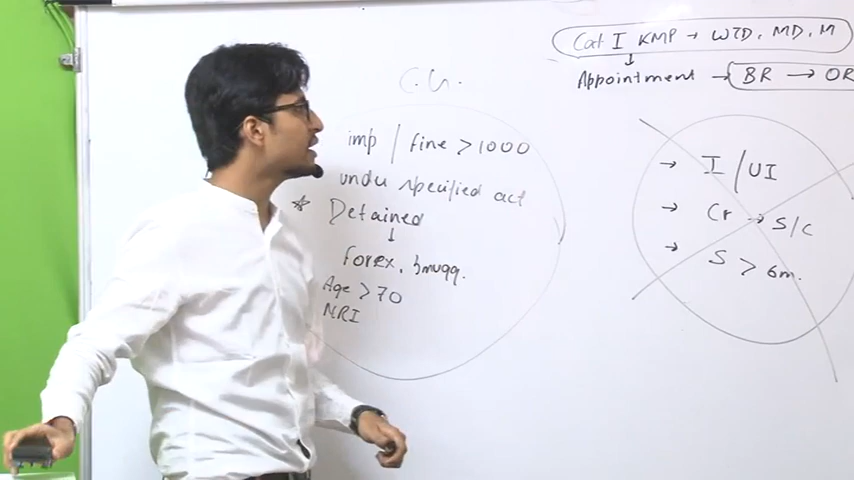 Cat I KMP → WTD, MD, M
↓
Appointment → BR → OR
C.G.
imp / fine > 1000
under specified act
☆ Detained
↓
forex, smugg.
Age > 70
NRI
→ I / UI
→ Cr → S/C
→ S > 6m.